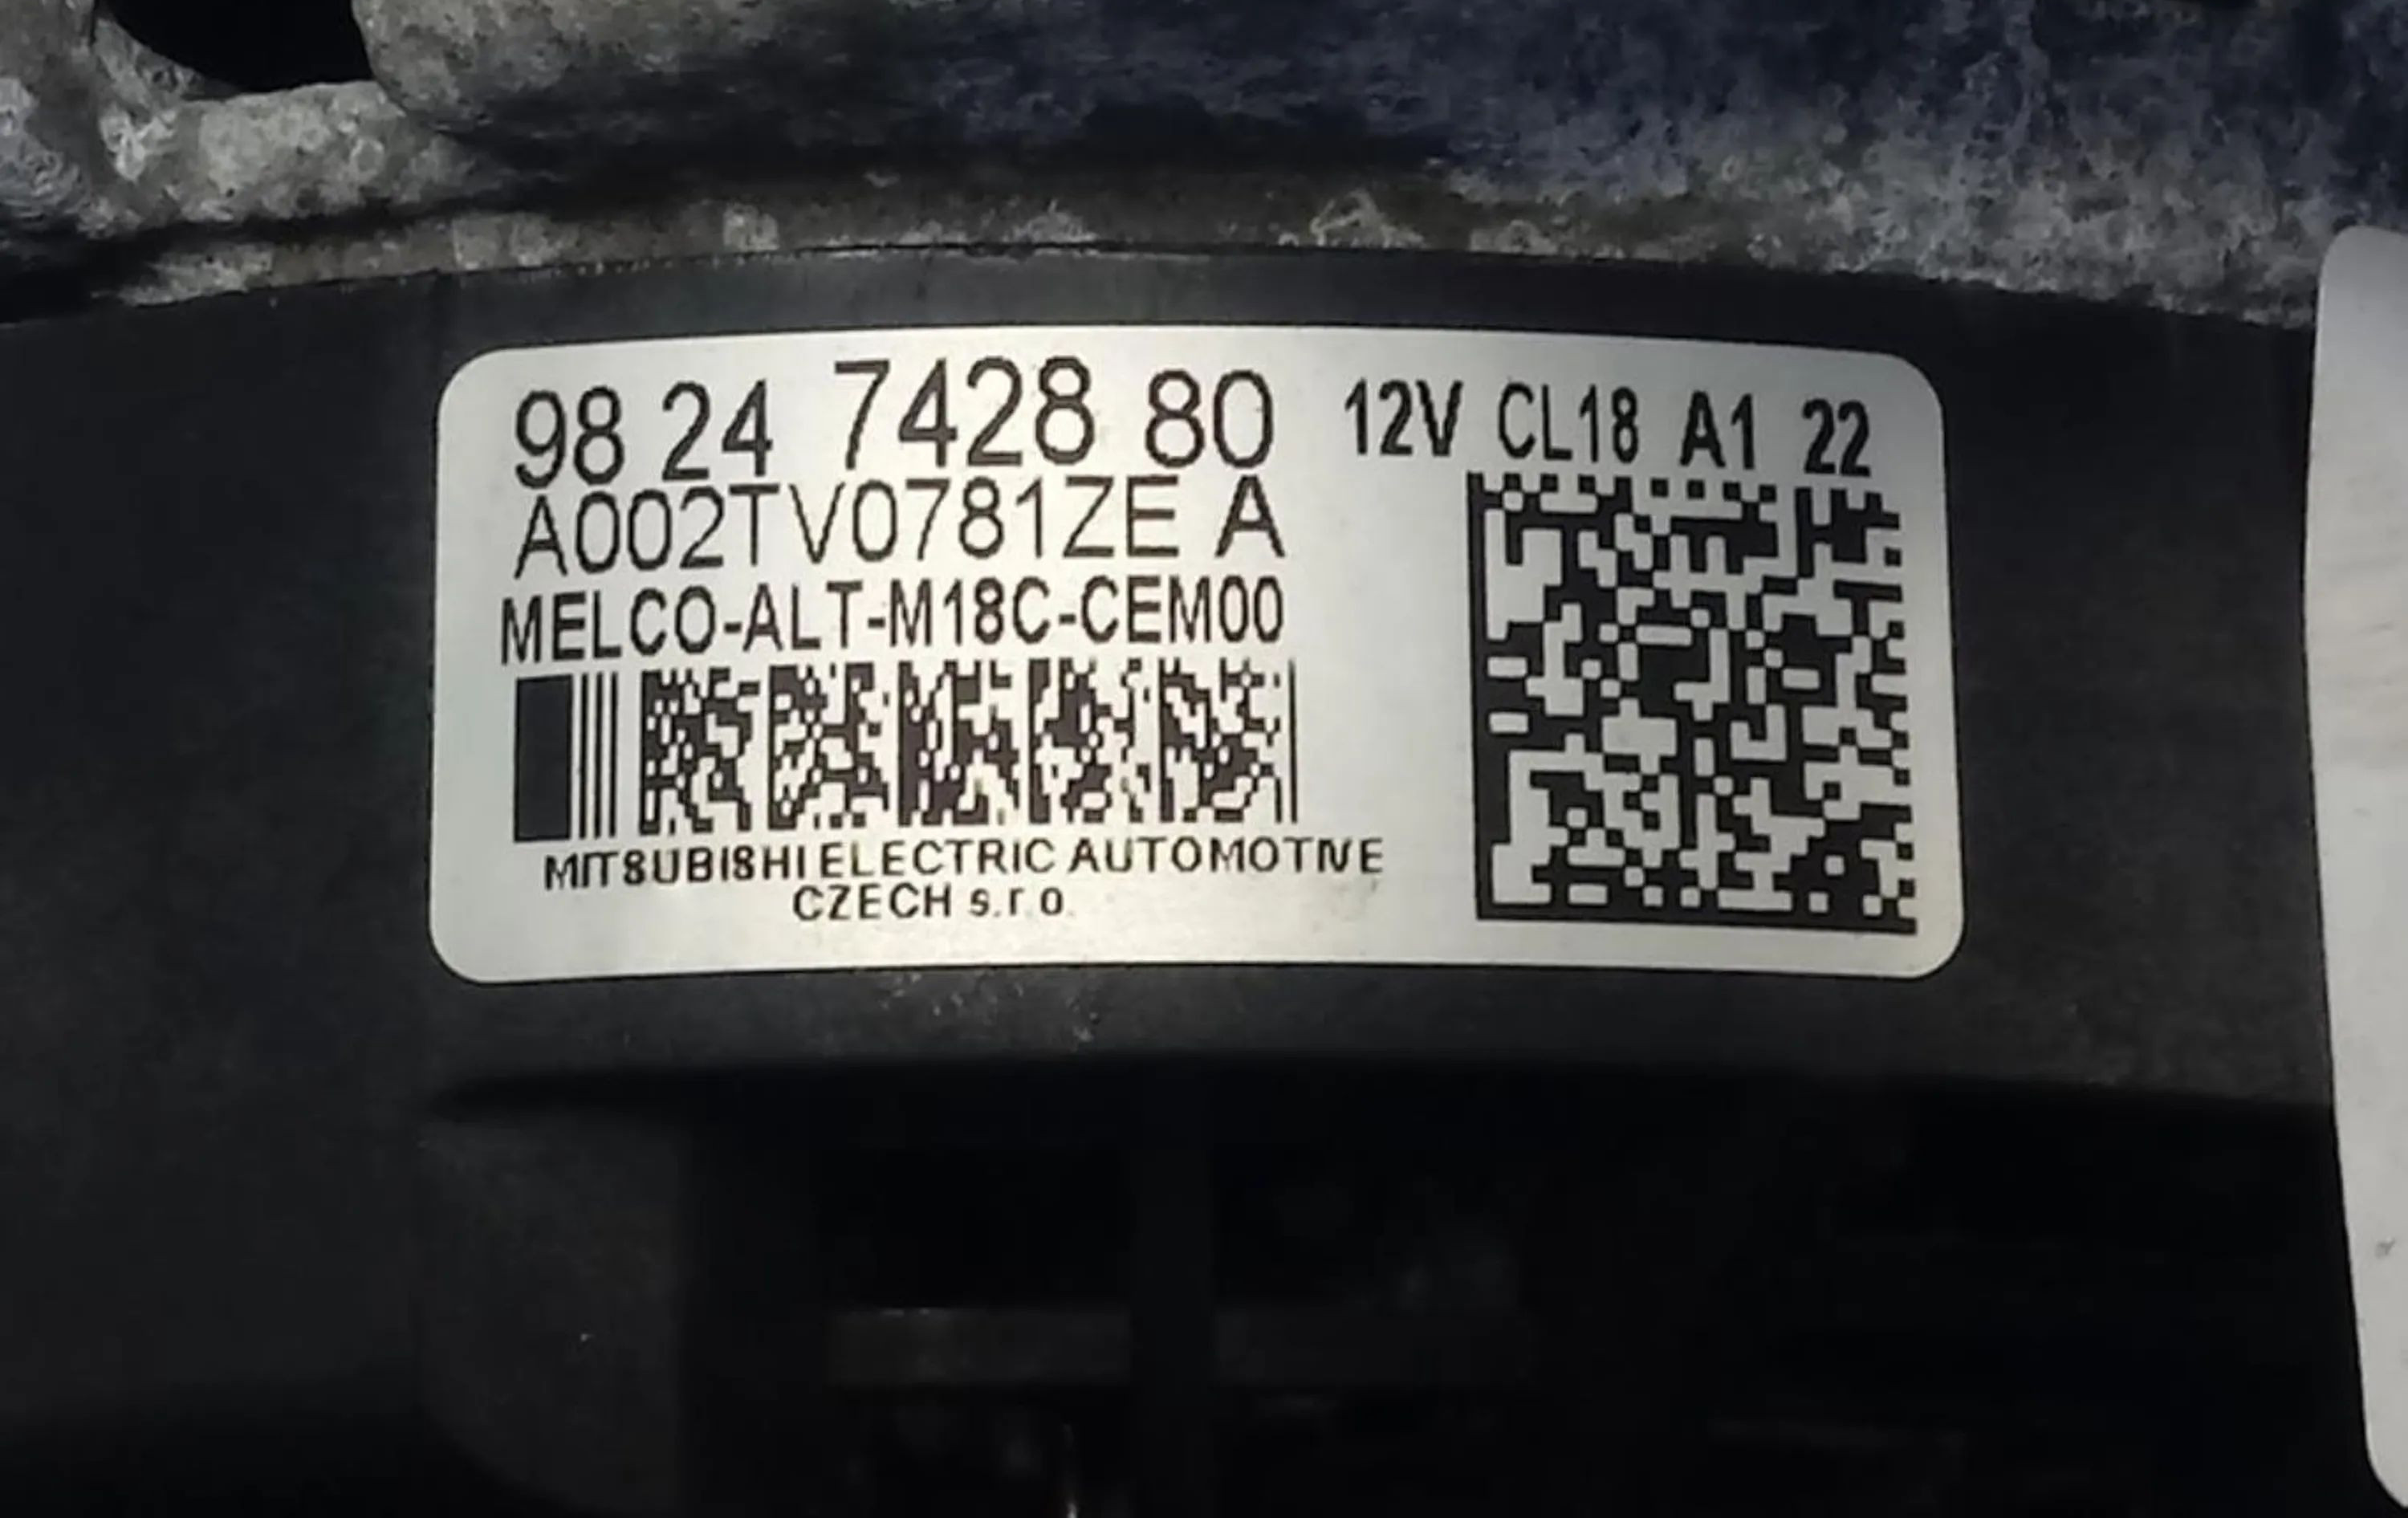 98 24 7428 80 12V CL18 A1 22
A002TV0781ZE A
MELCO-ALT-M18C-CEM00
MITSUBISHI ELECTRIC AUTOMOTIVE
CZECH s.r.o.